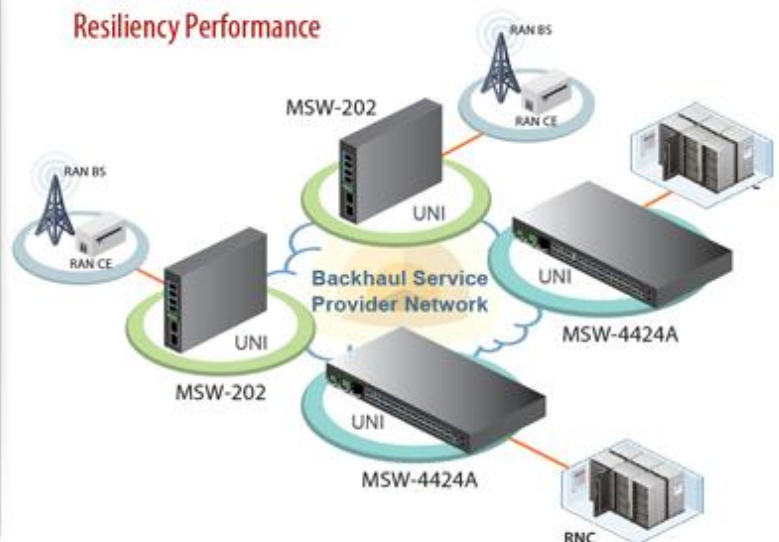 Resiliency Performance
RAN BS
MSW-202
RAN CE
RAN BS
UNI
RAN CE
Backhaul Service
Provider Network
UNI
UNI
MSW-4424A
MSW-202
UNI
MSW-4424A
RNC